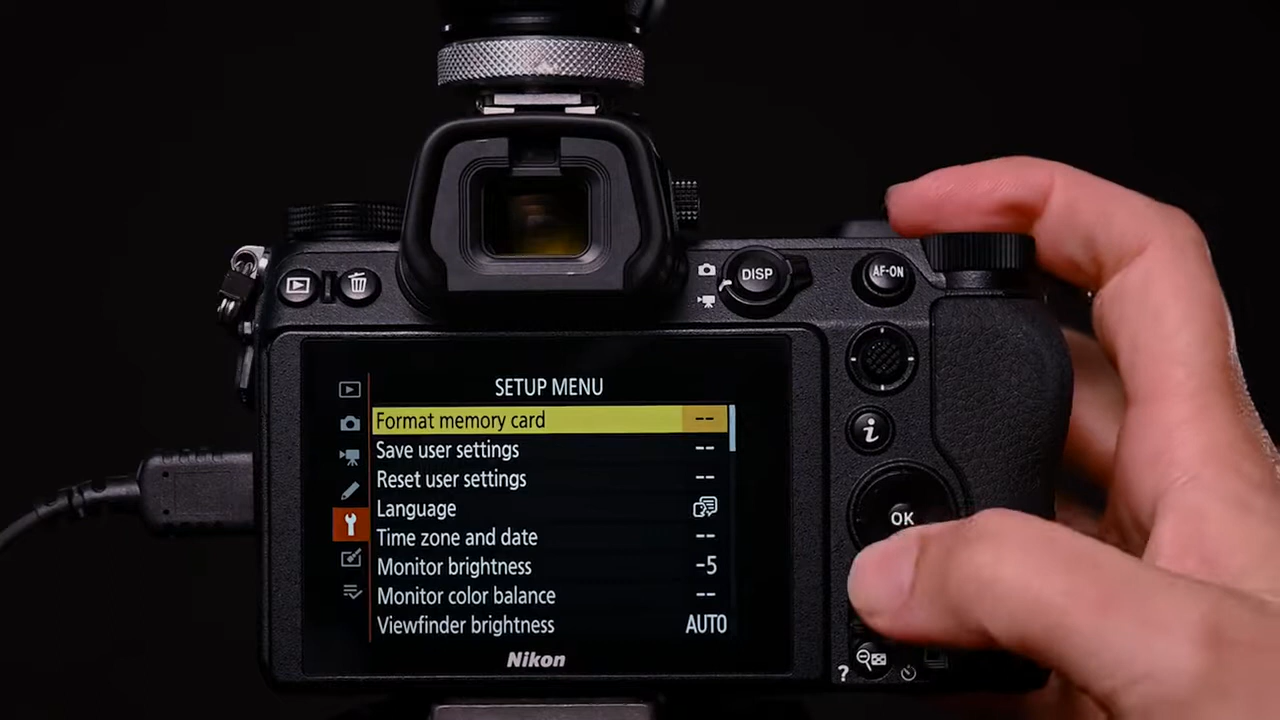 DISP
AF-ON
SETUP MENU
Format memory card --
Save user settings --
Reset user settings --
Language
Time zone and date --
Monitor brightness -5
Monitor color balance --
Viewfinder brightness AUTO
i
OK
Nikon
?